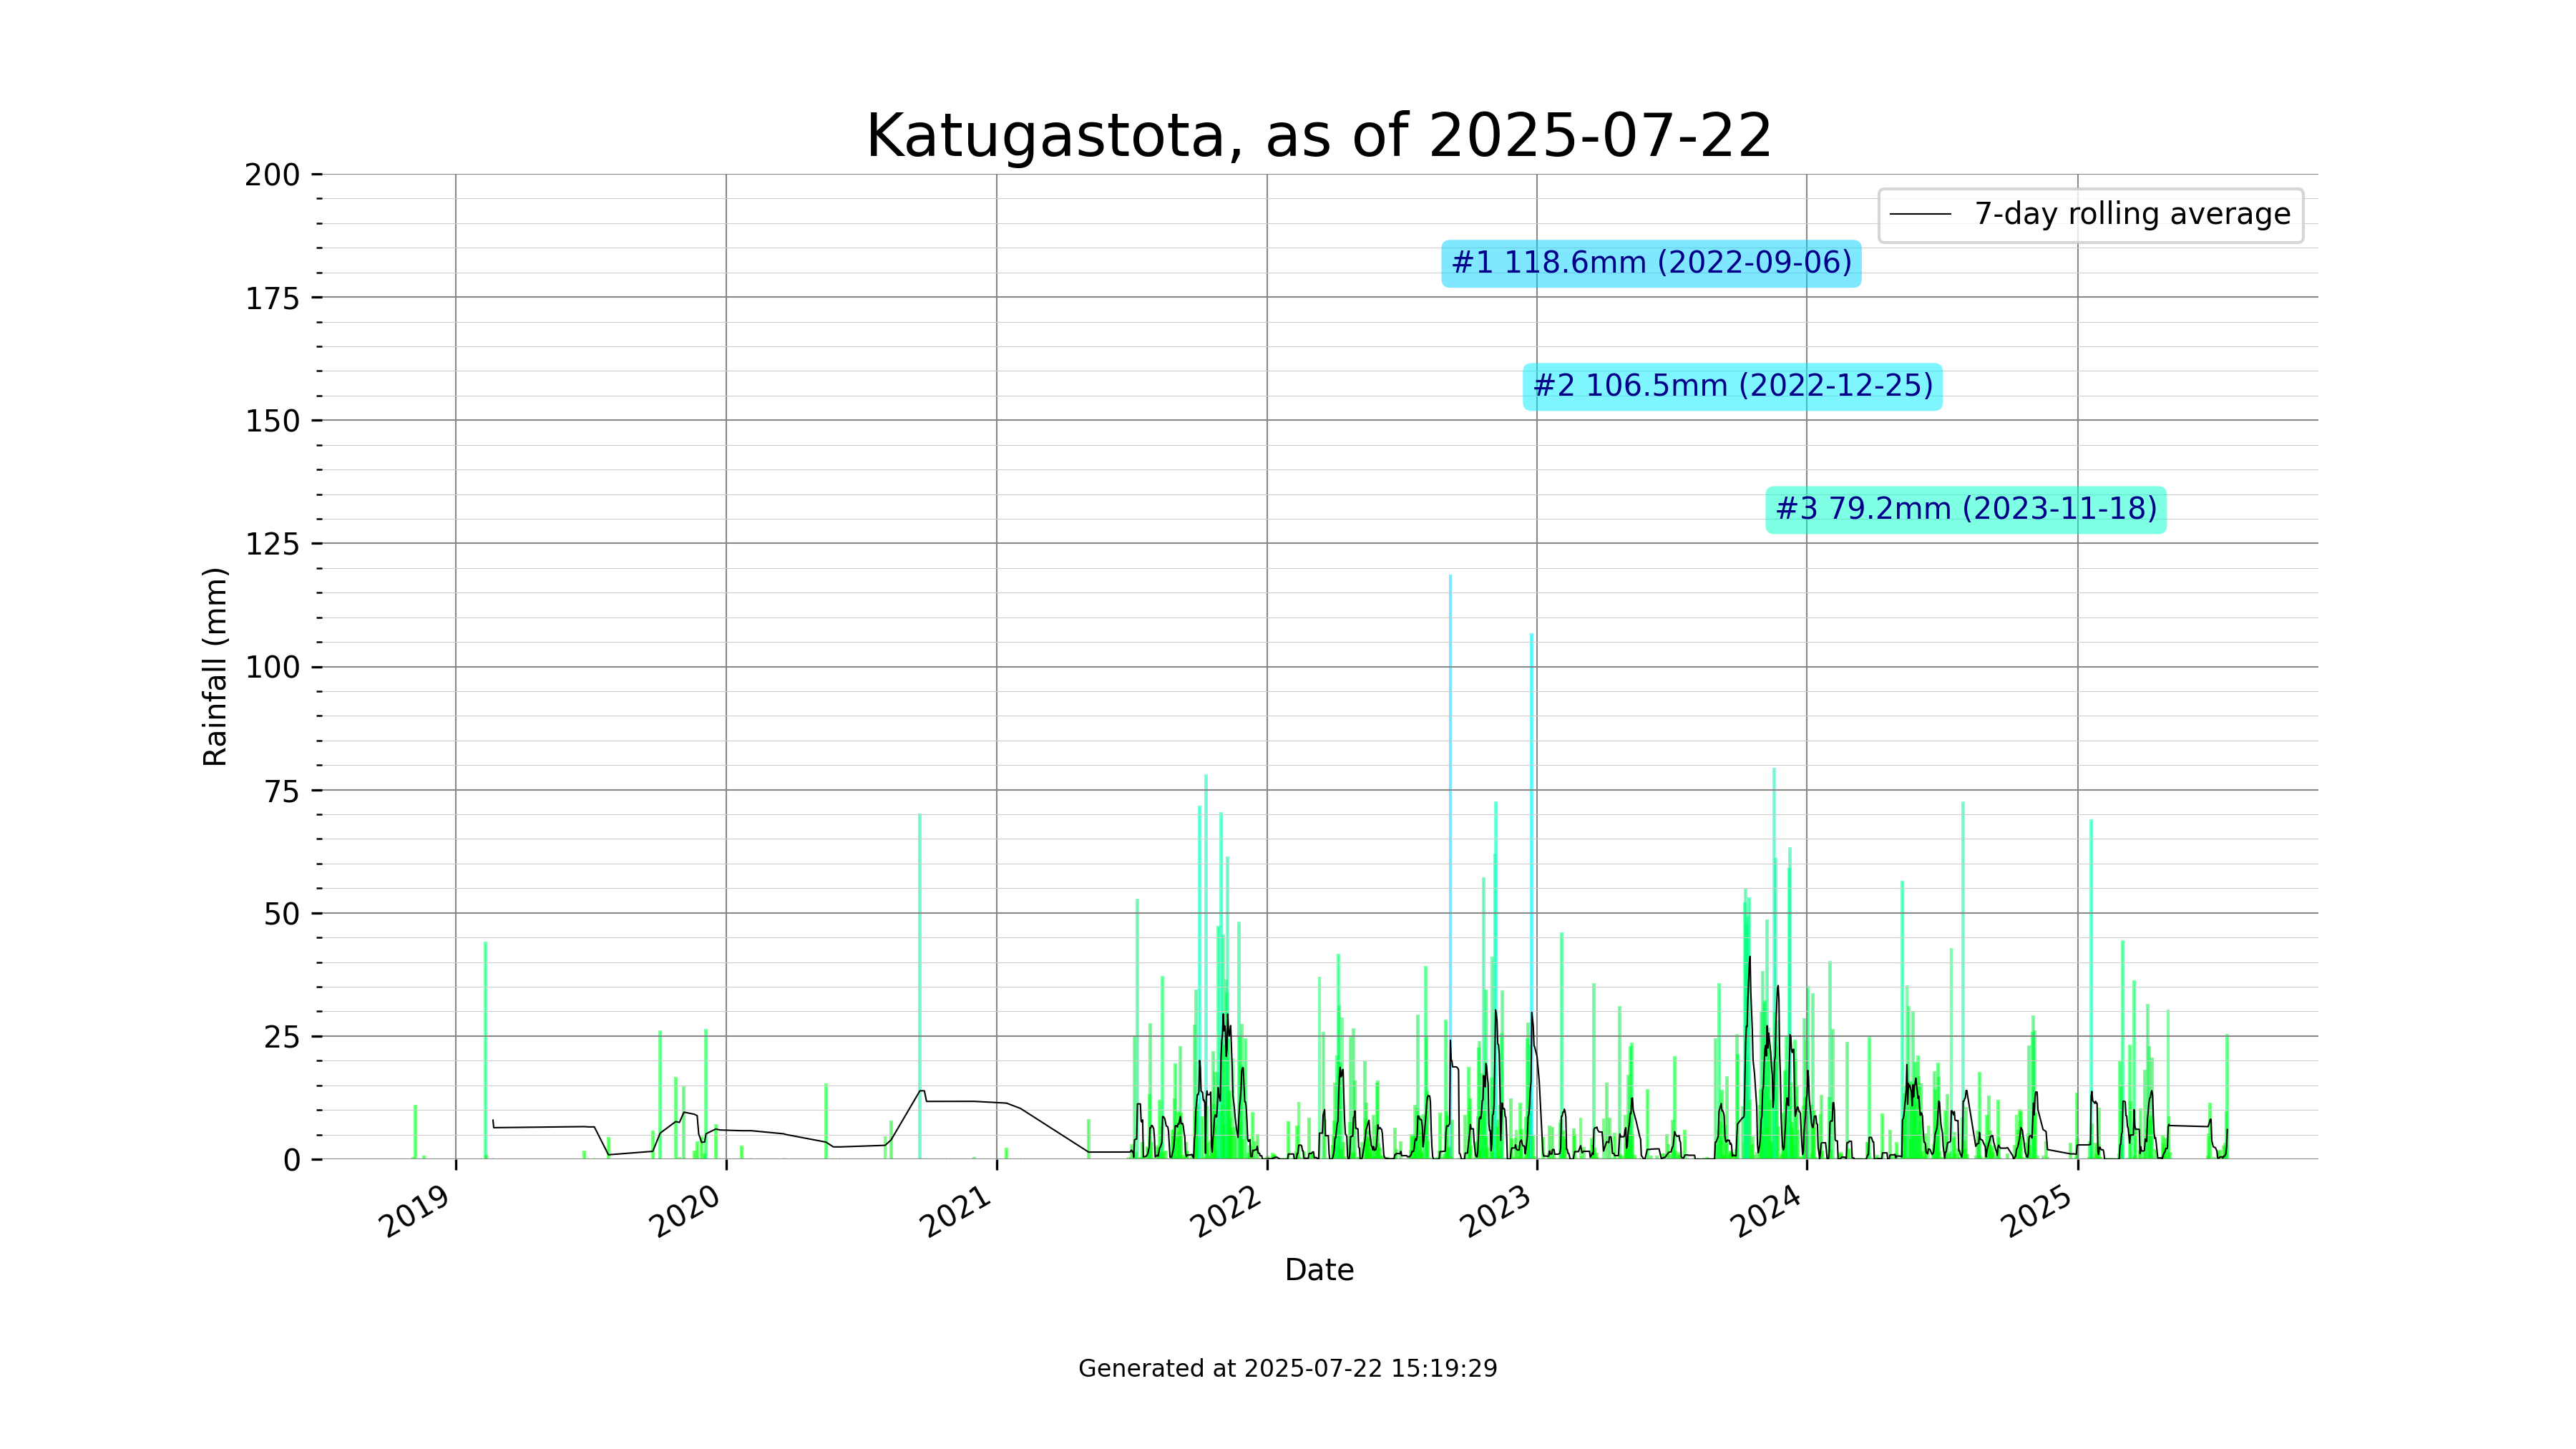 Katugastota, as of 2025-07-22
200
175
150
125
100
75
50
25
0
Rainfall (mm)
7-day rolling average
#1 118.6mm (2022-09-06)
#2 106.5mm (2022-12-25)
#3 79.2mm (2023-11-18)
2019
2020
2021
2022
2023
2024
2025
Date
Generated at 2025-07-22 15:19:29